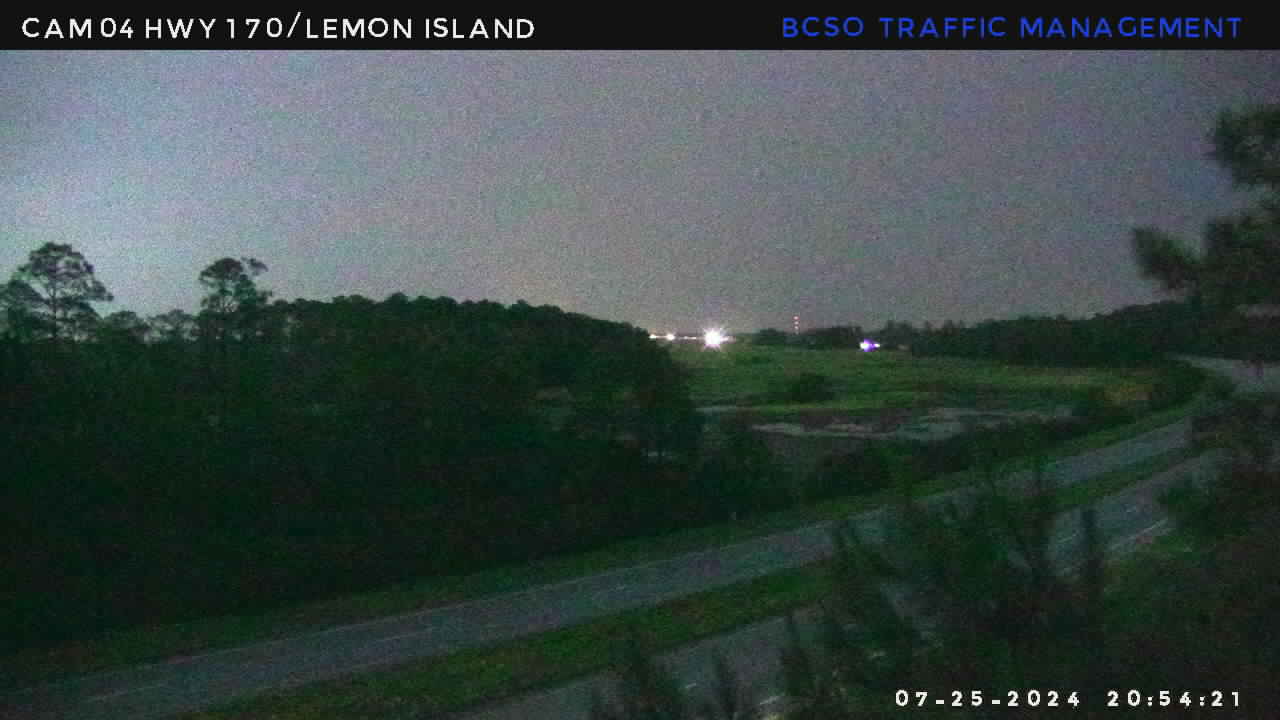 CAM04 HWY 170/LEMON ISLAND
BCSO TRAFFIC MANAGEMENT
07-25-2024 20:54:21